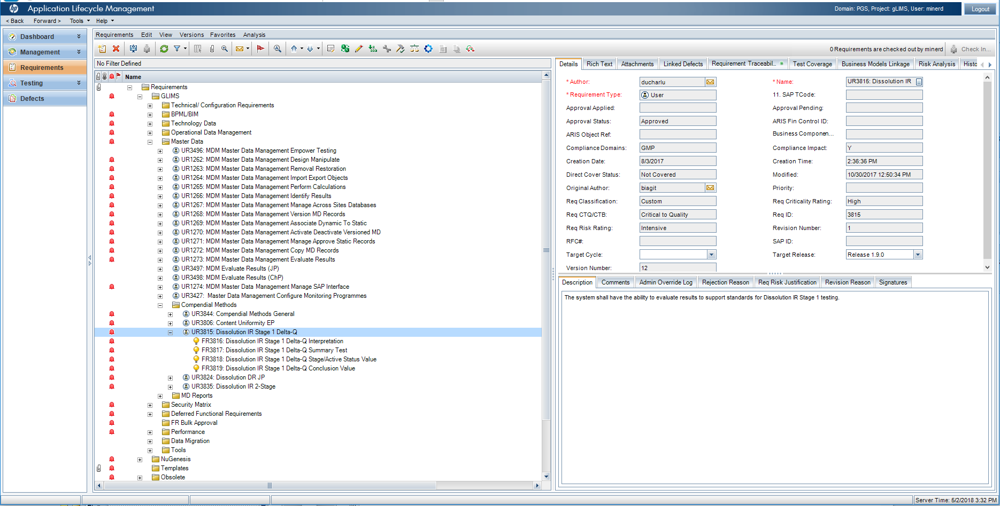 hp Application Lifecycle Management
Domain: PGS, Project: gLIMS, User: minerd
Logout
< Back Forward > Tools Help
Dashboard
Management
Requirements
Testing
Defects
Requirements Edit View Versions Favorites Analysis
0 Requirements are checked out by minerd
Check In...
No Filter Defined
Name
Requirements
GLIMS
Technical/ Configuration Requirements
BPML/BIM
Technology Data
Operational Data Management
Master Data
UR3496: MDM Master Data Management Empower Testing
UR1262: MDM Master Data Management Design Manipulate
UR1263: MDM Master Data Management Removal Restoration
UR1264: MDM Master Data Management Import Export Objects
UR1265: MDM Master Data Management Perform Calculations
UR1266: MDM Master Data Management Identify Results
UR1267: MDM Master Data Management Manage Across Sites Databases
UR1268: MDM Master Data Management Version MD Records
UR1269: MDM Master Data Management Associate Dynamic To Static
UR1270: MDM Master Data Management Activate Deactivate Versioned MD
UR1271: MDM Master Data Management Manage Approve Static Records
UR1272: MDM Master Data Management Copy MD Records
UR1273: MDM Master Data Management Evaluate Results
UR3497: MDM Evaluate Results (JP)
UR3498: MDM Evaluate Results (ChP)
UR1274: MDM Master Data Management Manage SAP Interface
UR3427: Master Data Management Configure Monitoring Programmes
Compendial Methods
UR3844: Compendial Methods General
UR3806: Content Uniformity EP
UR3815: Dissolution IR Stage 1 Delta-Q
FR3816: Dissolution IR Stage 1 Delta-Q Interpretation
FR3817: Dissolution IR Stage 1 Delta-Q Summary Test
FR3818: Dissolution IR Stage 1 Delta-Q Stage/Active Status Value
FR3819: Dissolution IR Stage 1 Delta-Q Conclusion Value
UR3824: Dissolution DR JP
UR3835: Dissolution IR 2-Stage
MD Reports
Security Matrix
Deferred Functional Requirements
FR Bulk Approval
Performance
Data Migration
Tools
NuGenesis
Templates
Obsolete
Details Rich Text Attachments Linked Defects Requirement Traceabil... * Test Coverage Business Models Linkage Risk Analysis Histo
* Author: ducharlu * Name: UR3815: Dissolution IR
* Requirement Type: User 11. SAP TCode:
Approval Applied: Approval Pending:
Approval Status: Approved ARIS Fin Control ID:
ARIS Object Ref: Business Componen...
Compliance Domains: GMP Compliance Impact: Y
Creation Date: 8/3/2017 Creation Time: 2:36:36 PM
Direct Cover Status: Not Covered Modified: 10/30/2017 12:50:34 PM
Original Author: biagit Priority:
Req Classification: Custom Req Criticality Rating: High
Req CTQ/CTB: Critical to Quality Req ID: 3815
Req Risk Rating: Intensive Revision Number: 1
RFC#: SAP ID:
Target Cycle: Target Release: Release 1.9.0
Version Number: 12
Description Comments Admin Override Log Rejection Reason Req Risk Justification Revision Reason Signatures
The system shall have the ability to evaluate results to support standards for Dissolution IR Stage 1 testing.
Server Time: 5/2/2018 3:32 PM